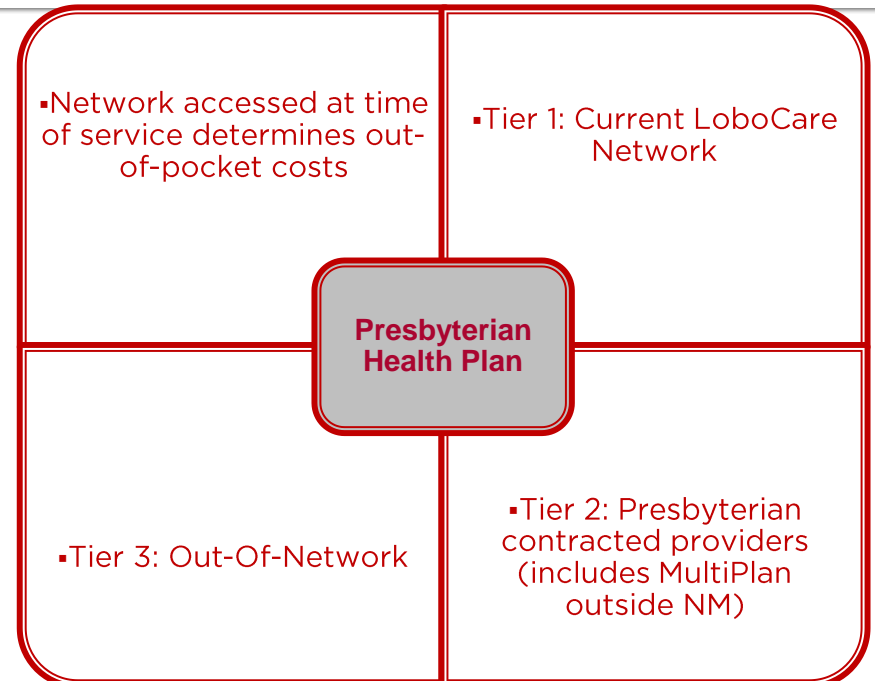 ▪Network accessed at time
of service determines out-
of-pocket costs
▪Tier 1: Current LoboCare
Network
Presbyterian
Health Plan
▪Tier 3: Out-Of-Network
▪Tier 2: Presbyterian
contracted providers
(includes MultiPlan
outside NM)